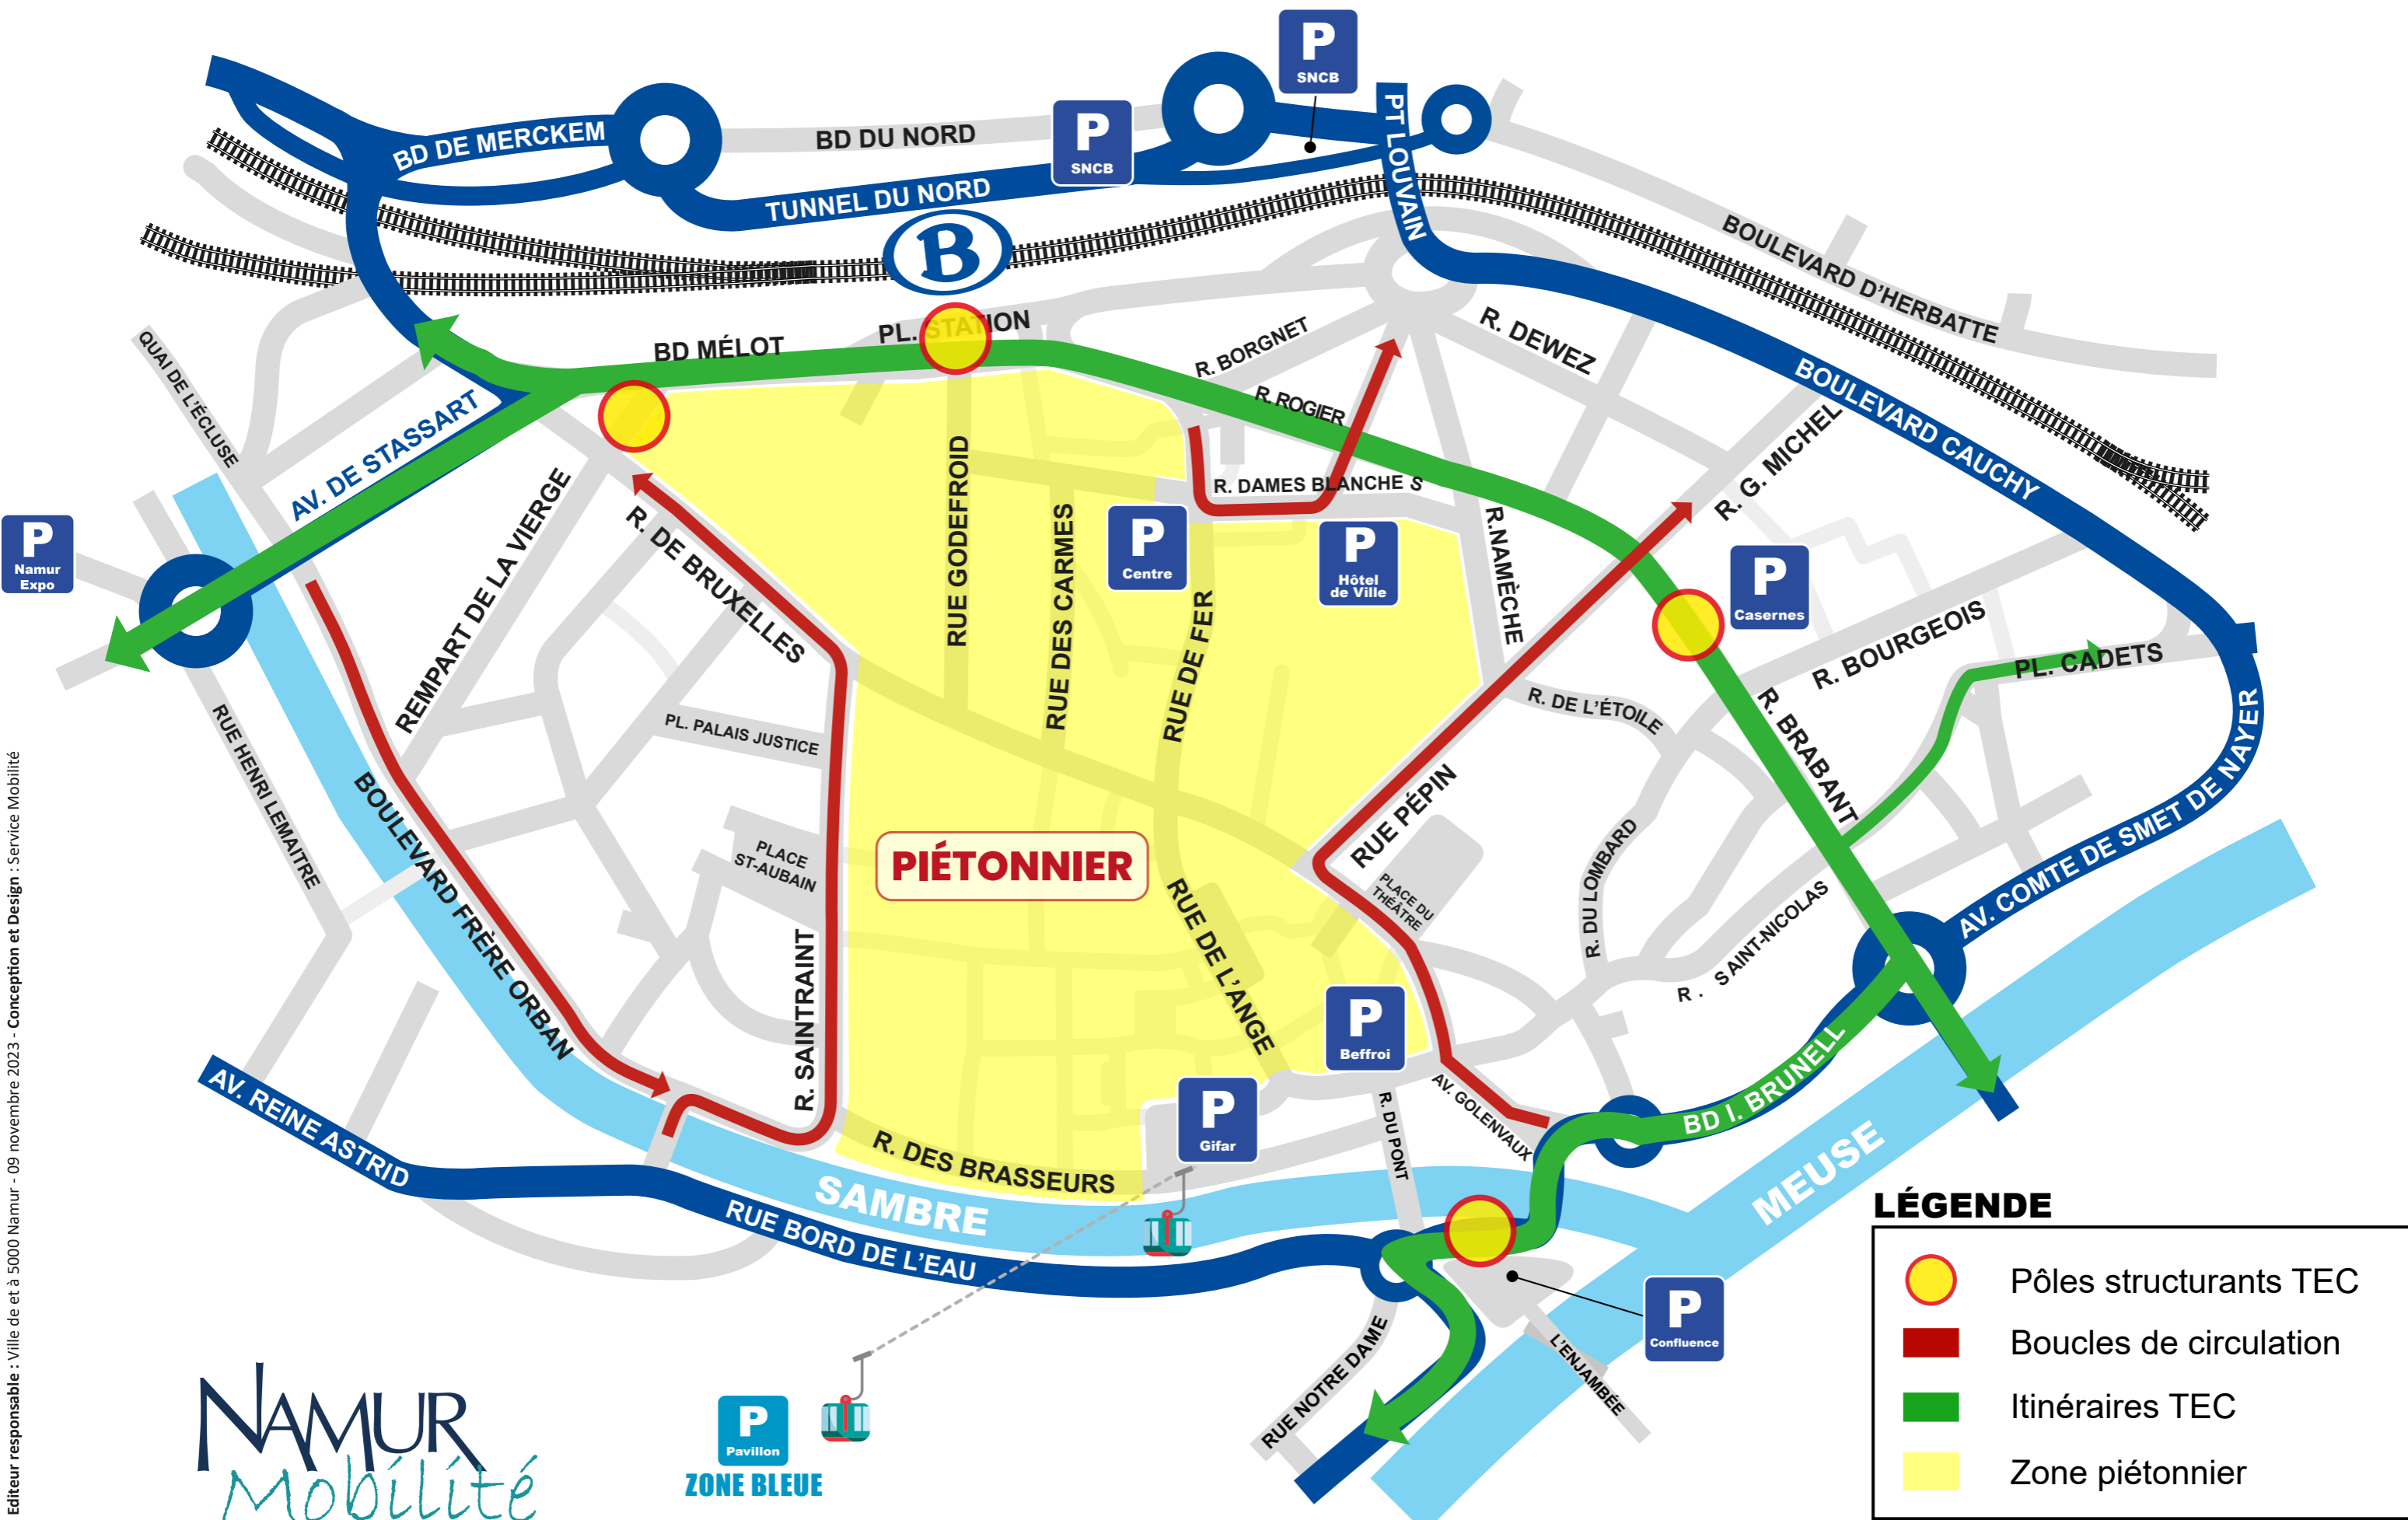 P
SNCB
P
SNCB
PT LOUVAIN
BD DE MERCKEM
BD DU NORD
TUNNEL DU NORD
B
BOULEVARD D'HERBATTE
QUAI DE L'ÉCLUSE
BD MÉLOT
PL. STATION
R. BORGNET
R. DEWEZ
R. ROGIER
BOULEVARD CAUCHY
AV. DE STASSART
R. G. MICHEL
P
Namur
Expo
REMPART DE LA VIERGE
R. DE BRUXELLES
RUE GODEFROID
RUE DES CARMES
R. DAMES BLANCHE S
P
Centre
P
Hôtel
de Ville
R.NAMÈCHE
P
Casernes
RUE DE FER
R. BOURGEOIS
PL. CADETS
R. DE L'ÉTOILE
R. BRABANT
RUE HENRI LEMAITRE
PL. PALAIS JUSTICE
BOULEVARD FRÈRE ORBAN
PLACE
ST-AUBAIN
PIÉTONNIER
RUE PÉPIN
PLACE DU
THÉÂTRE
R. DU LOMBARD
R. SAINT-NICOLAS
AV. COMTE DE SMET DE NAYER
RUE DE L'ANGE
R. SAINTRAINT
P
Beffroi
AV. GOLENVAUX
BD I. BRUNELL
P
Gifar
R. DU PONT
AV. REINE ASTRID
R. DES BRASSEURS
SAMBRE
MEUSE
RUE BORD DE L'EAU
P
Confluence
L'ENJAMBÉE
RUE NOTRE DAME
P
Pavillon
ZONE BLEUE
NAMUR
Mobilité
LÉGENDE
Pôles structurants TEC
Boucles de circulation
Itinéraires TEC
Zone piétonnier
Editeur responsable : Ville de et à 5000 Namur - 09 novembre 2023 - Conception et Design : Service Mobilité